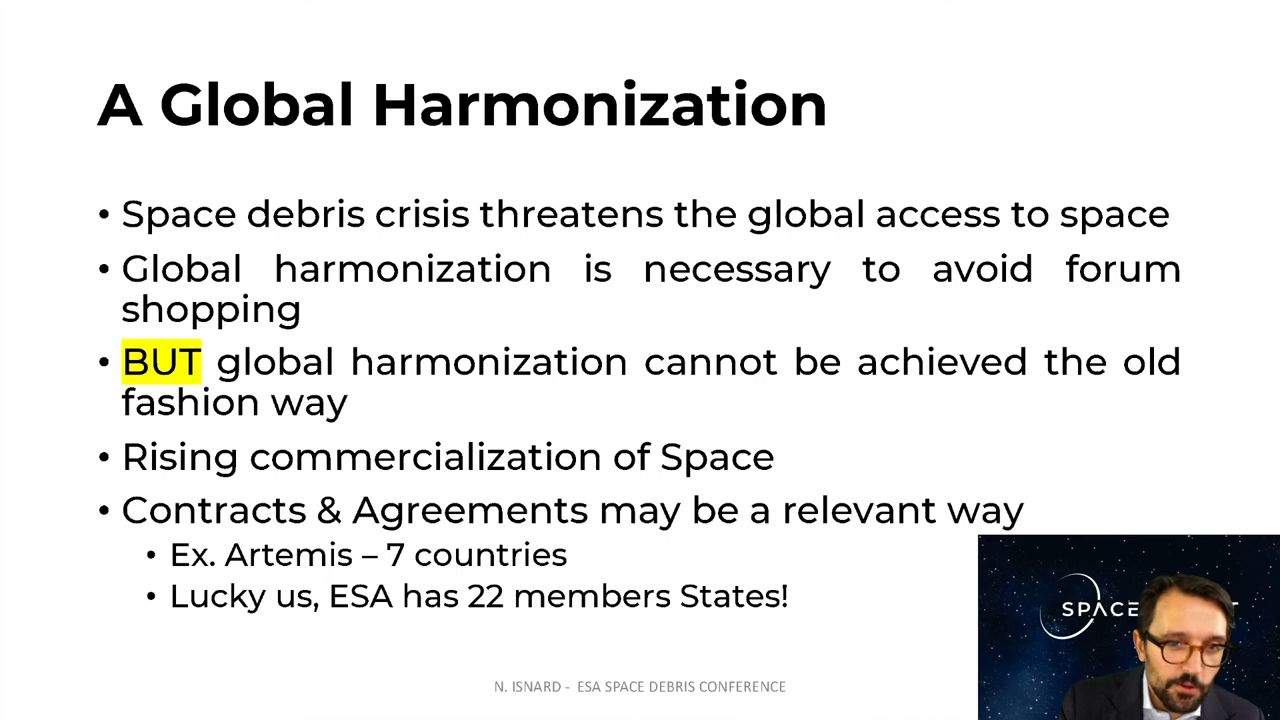 A Global Harmonization
• Space debris crisis threatens the global access to space
• Global harmonization is necessary to avoid forum
shopping
• BUT global harmonization cannot be achieved the old
fashion way
• Rising commercialization of Space
• Contracts & Agreements may be a relevant way
• Ex. Artemis – 7 countries
• Lucky us, ESA has 22 members States!
SPACE
N. ISNARD - ESA SPACE DEBRIS CONFERENCE